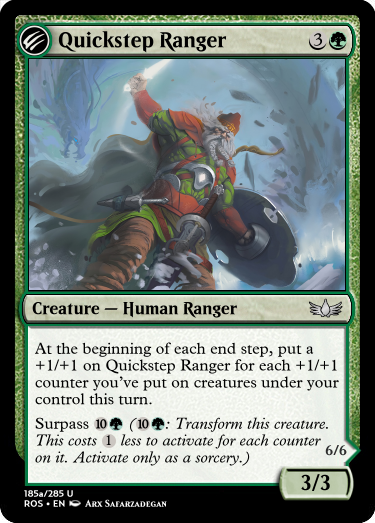 Quickstep Ranger 3
Creature — Human Ranger
At the beginning of each end step, put a
+1/+1 on Quickstep Ranger for each +1/+1
counter you've put on creatures under your
control this turn.
Surpass 10 (10: Transform this creature.
This costs 1 less to activate for each counter
on it. Activate only as a sorcery.)
6/6
3/3
185a/285 U
ROS • EN Arx Safarzadegan